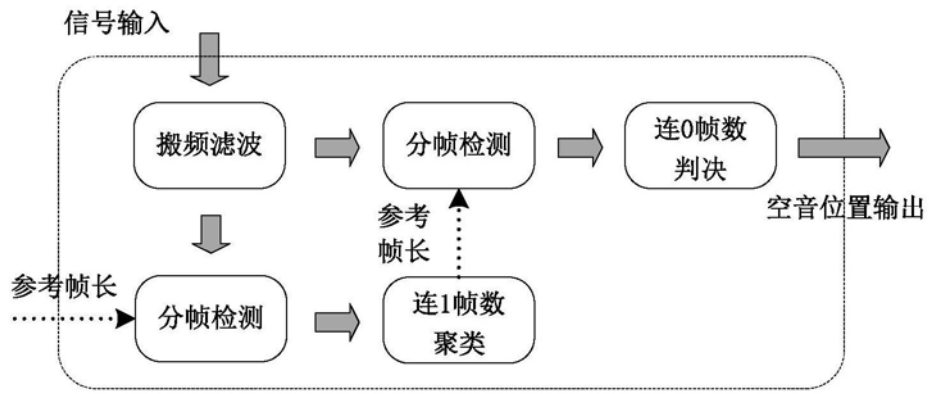 信号输入
搬频滤波
分帧检测
连0帧数
判决
空音位置输出
参考
帧长
参考帧长
分帧检测
连1帧数
聚类